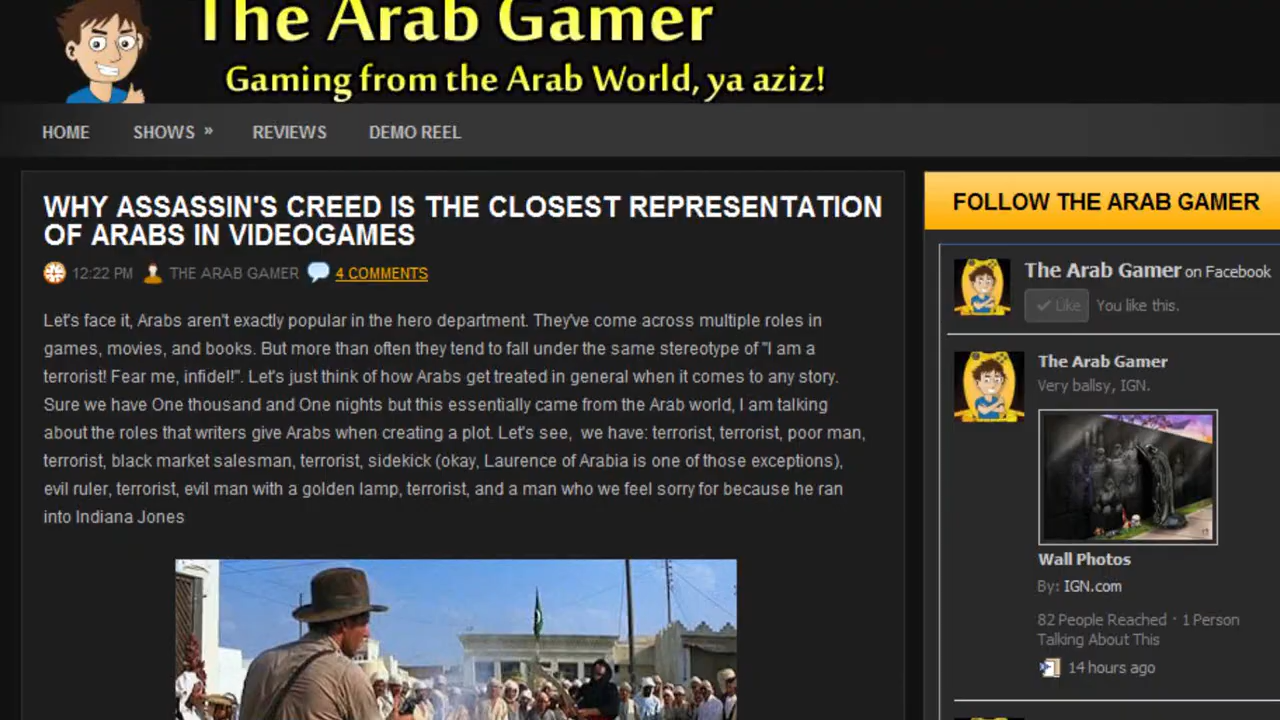 The Arab Gamer
Gaming from the Arab World, ya aziz!
HOME
SHOWS »
REVIEWS
DEMO REEL
WHY ASSASSIN'S CREED IS THE CLOSEST REPRESENTATION
OF ARABS IN VIDEOGAMES
12:22 PM THE ARAB GAMER 4 COMMENTS
Let's face it, Arabs aren't exactly popular in the hero department. They've come across multiple roles in
games, movies, and books. But more than often they tend to fall under the same stereotype of "I am a
terrorist! Fear me, infidel!". Let's just think of how Arabs get treated in general when it comes to any story.
Sure we have One thousand and One nights but this essentially came from the Arab world, I am talking
about the roles that writers give Arabs when creating a plot. Let's see, we have: terrorist, terrorist, poor man,
terrorist, black market salesman, terrorist, sidekick (okay, Laurence of Arabia is one of those exceptions),
evil ruler, terrorist, evil man with a golden lamp, terrorist, and a man who we feel sorry for because he ran
into Indiana Jones
FOLLOW THE ARAB GAMER
The Arab Gamer on Facebook
Like You like this.
The Arab Gamer
Very ballsy, IGN.
Wall Photos
By: IGN.com
82 People Reached · 1 Person
Talking About This
14 hours ago